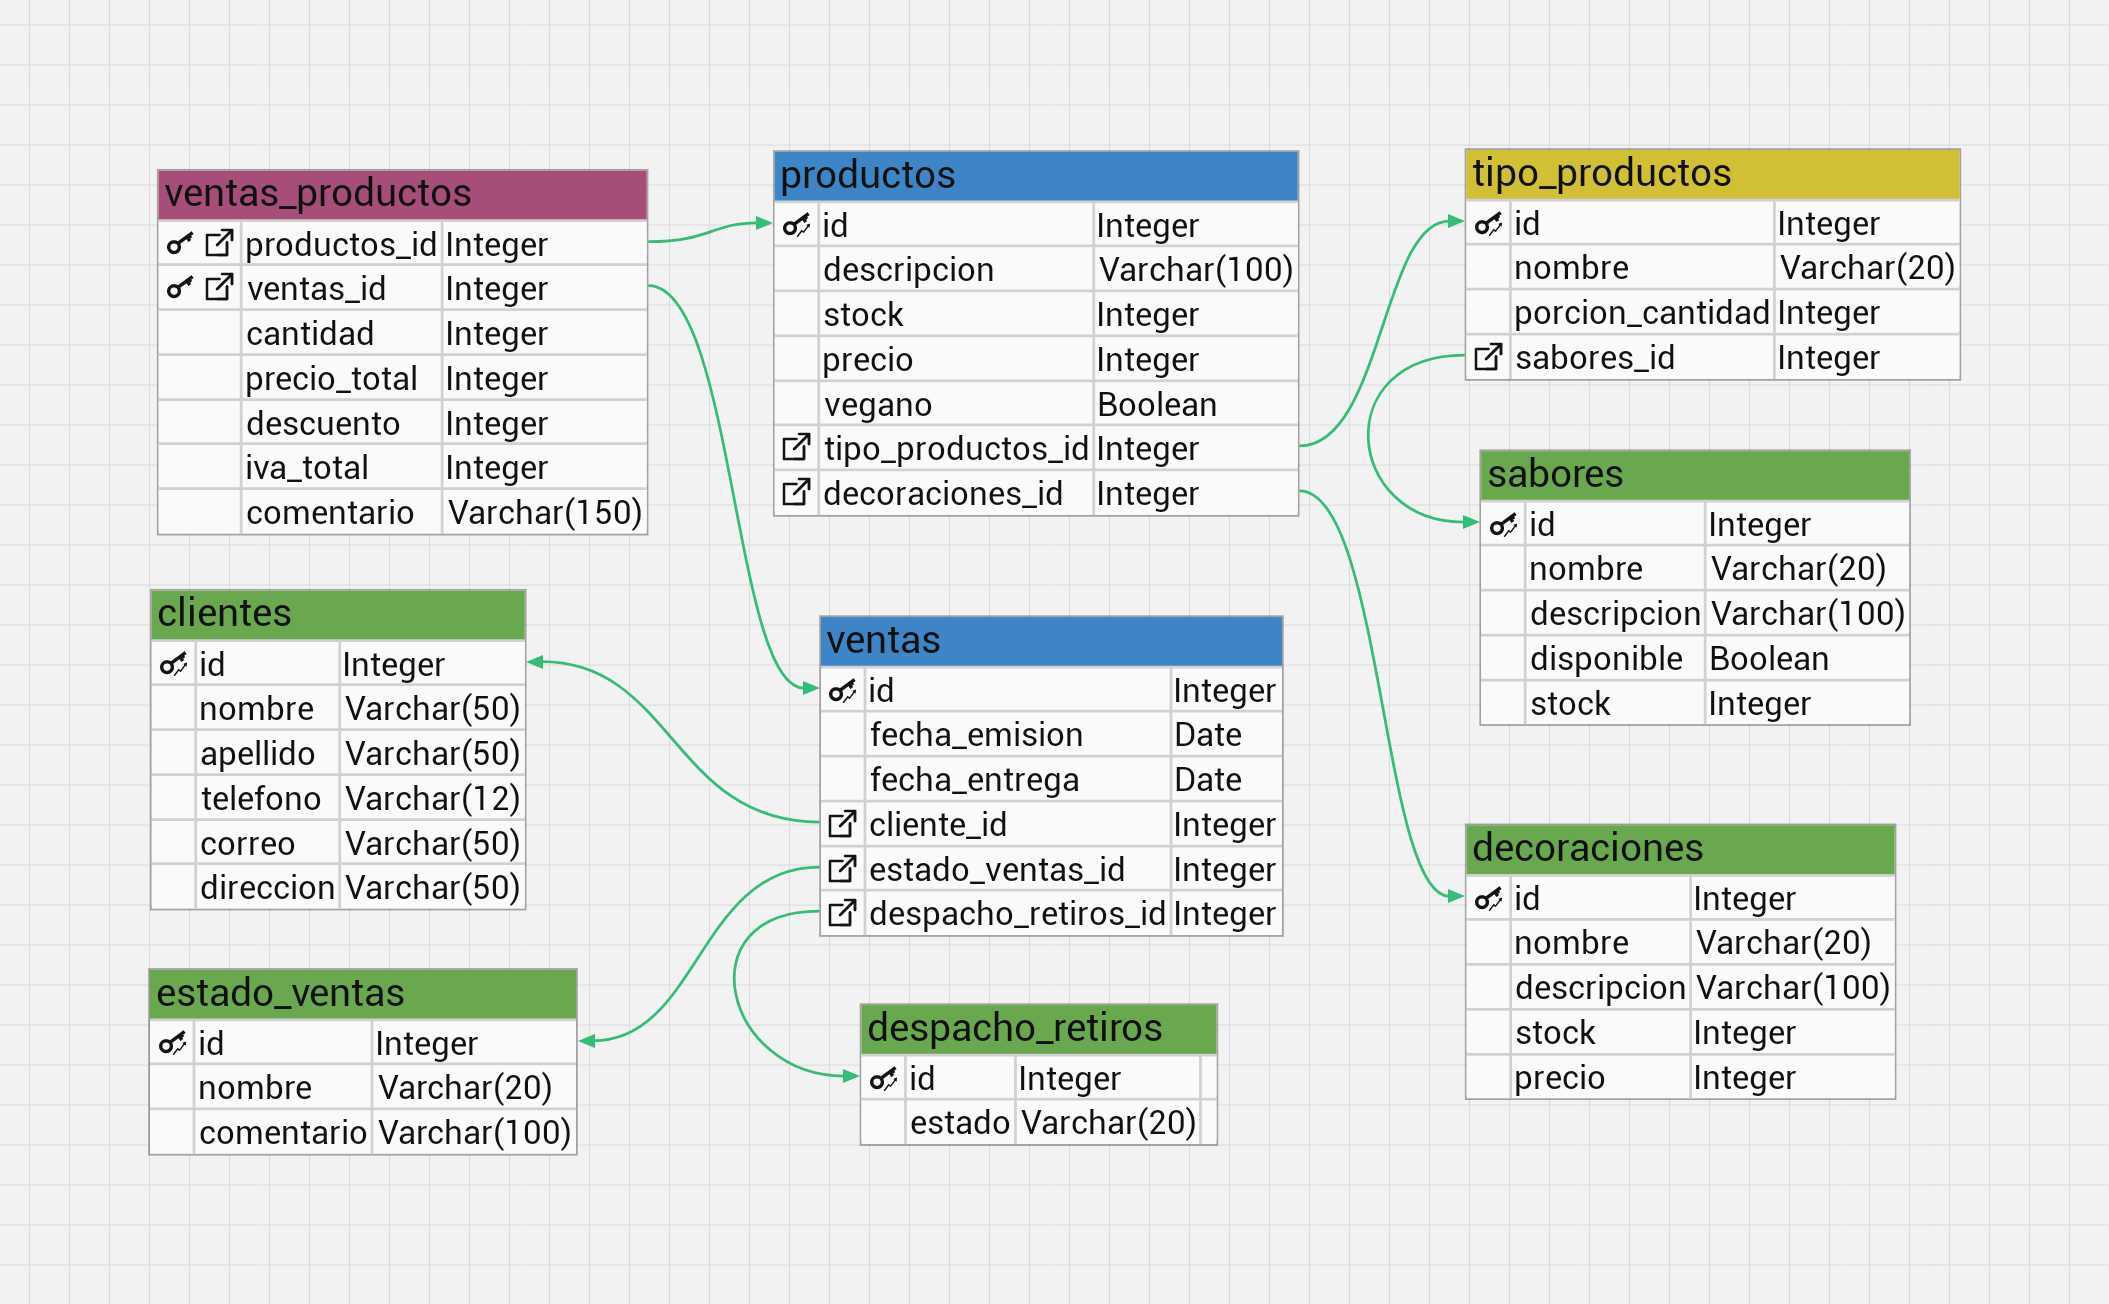 ventas_productos
productos_id Integer
ventas_id Integer
cantidad Integer
precio_total Integer
descuento Integer
iva_total Integer
comentario Varchar(150)
productos
id Integer
descripcion Varchar(100)
stock Integer
precio Integer
vegano Boolean
tipo_productos_id Integer
decoraciones_id Integer
tipo_productos
id Integer
nombre Varchar(20)
porcion_cantidad Integer
sabores_id Integer
sabores
id Integer
nombre Varchar(20)
descripcion Varchar(100)
disponible Boolean
stock Integer
clientes
id Integer
nombre Varchar(50)
apellido Varchar(50)
telefono Varchar(12)
correo Varchar(50)
direccion Varchar(50)
ventas
id Integer
fecha_emision Date
fecha_entrega Date
cliente_id Integer
estado_ventas_id Integer
despacho_retiros_id Integer
decoraciones
id Integer
nombre Varchar(20)
descripcion Varchar(100)
stock Integer
precio Integer
estado_ventas
id Integer
nombre Varchar(20)
comentario Varchar(100)
despacho_retiros
id Integer
estado Varchar(20)